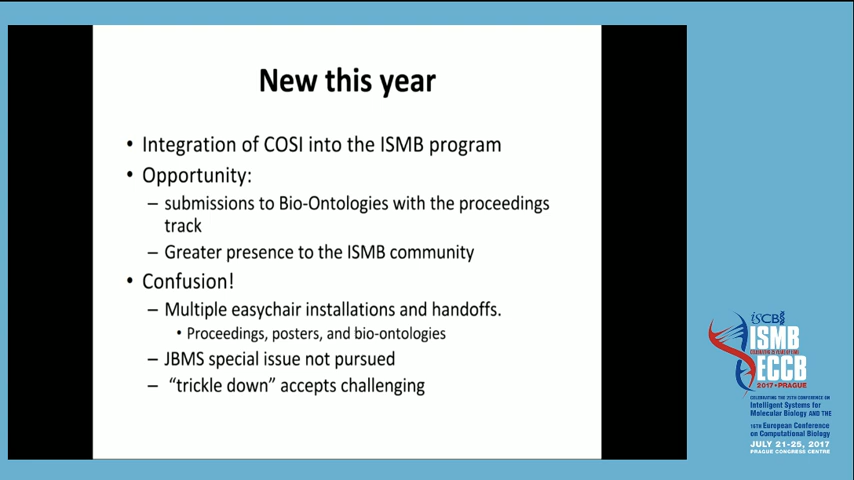 New this year
• Integration of COSI into the ISMB program
• Opportunity:
– submissions to Bio-Ontologies with the proceedings
track
– Greater presence to the ISMB community
• Confusion!
– Multiple easychair installations and handoffs.
• Proceedings, posters, and bio-ontologies
– JBMS special issue not pursued
– “trickle down” accepts challenging
iSCB
ISMB
ECCB
2017 • PRAGUE
CELEBRATING THE 25TH CONFERENCE ON
Intelligent Systems for
Molecular Biology AND THE
16TH European Conference
on Computational Biology
JULY 21-25, 2017
PRAGUE CONGRESS CENTRE